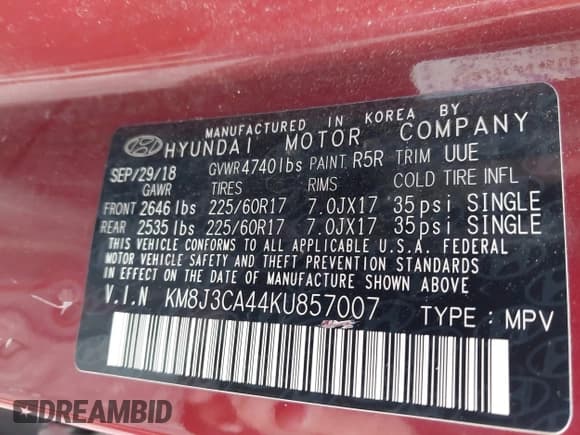 MANUFACTURED IN KOREA BY
HYUNDAI MOTOR COMPANY
SEP/29/18 GVWR 4740lbs PAINT R5R TRIM UUE
GAWR TIRES RIMS COLD TIRE INFL
FRONT 2646lbs 225/60R17 7.0JX17 35psi SINGLE
REAR 2535lbs 225/60R17 7.0JX17 35psi SINGLE
THIS VEHICLE CONFORMS TO ALL APPLICABLE U.S.A. FEDERAL
MOTOR VEHICLE SAFETY AND THEFT PREVENTION STANDARDS
IN EFFECT ON THE DATE OF MANUFACTURE SHOWN ABOVE
V.I.N KM8J3CA44KU857007 TYPE : MPV
DREAMBID